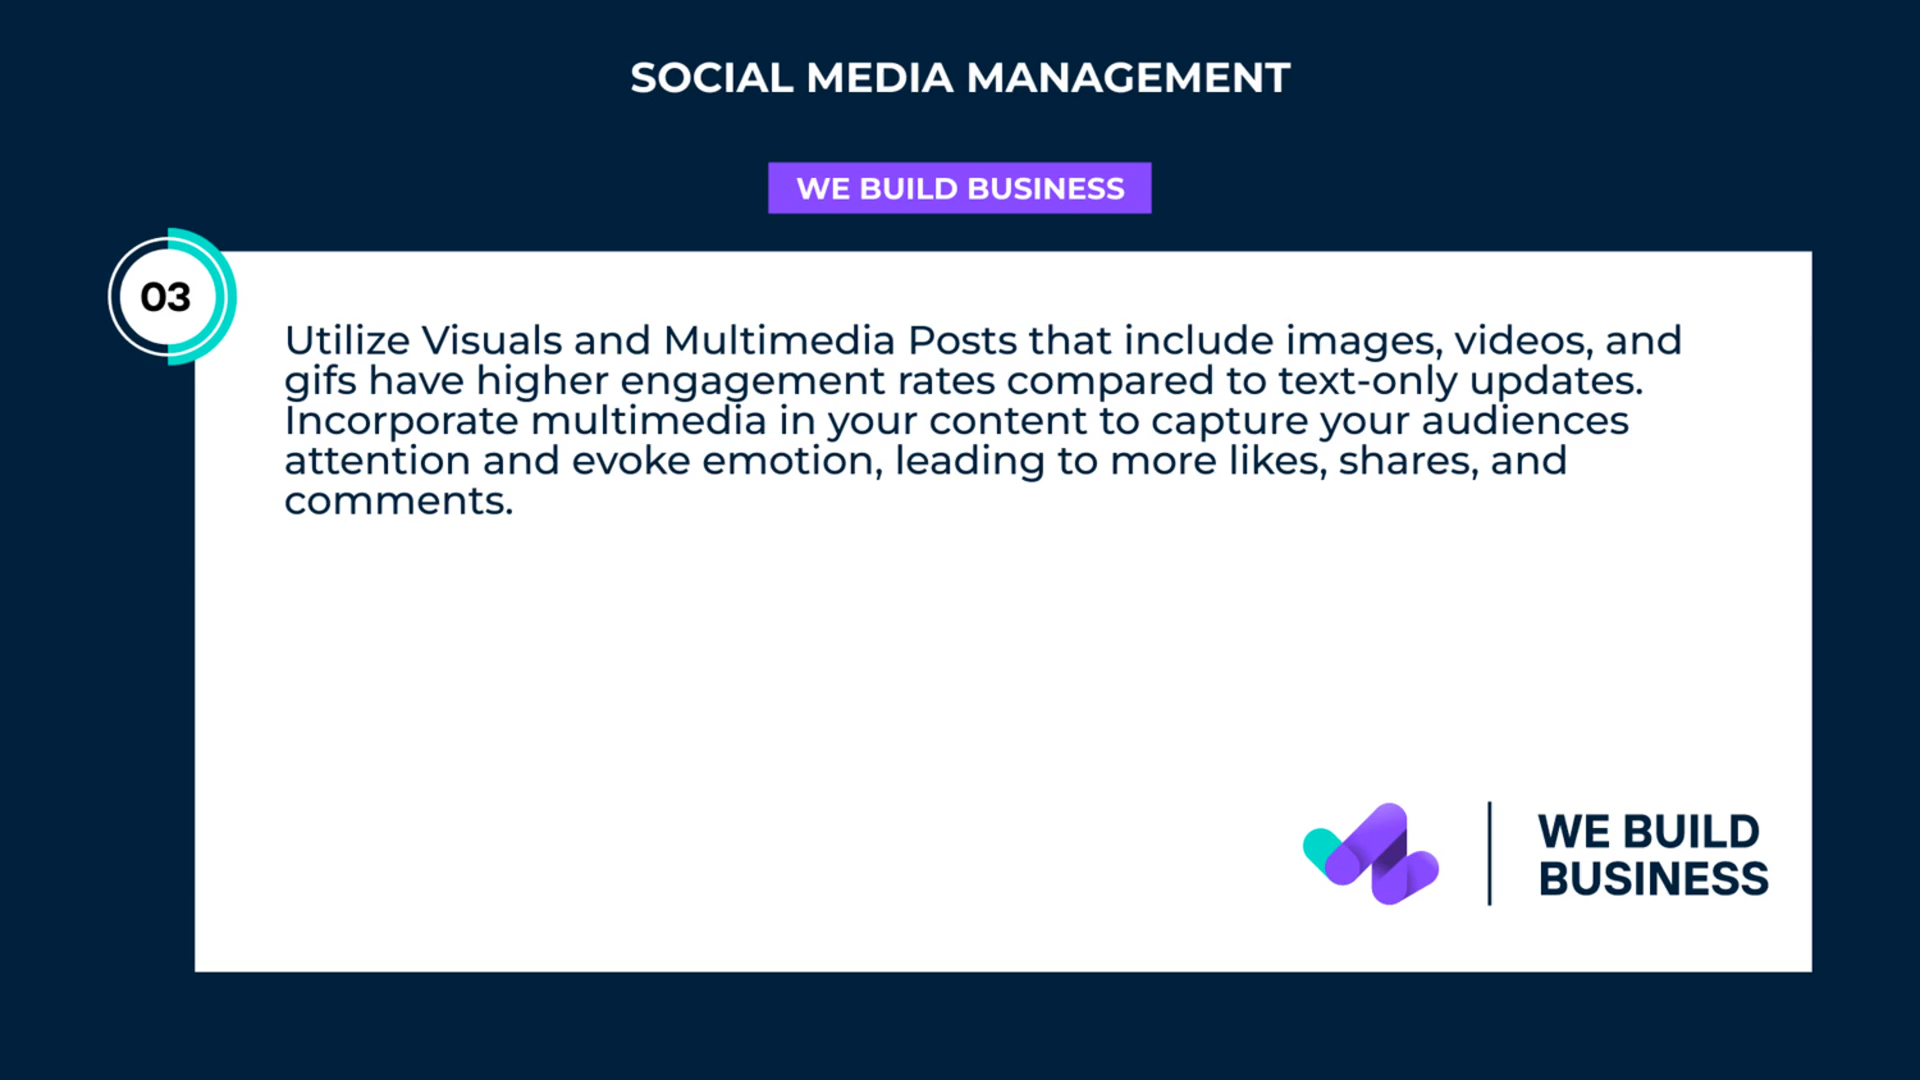 SOCIAL MEDIA MANAGEMENT
WE BUILD BUSINESS
03
Utilize Visuals and Multimedia Posts that include images, videos, and
gifs have higher engagement rates compared to text-only updates.
Incorporate multimedia in your content to capture your audiences
attention and evoke emotion, leading to more likes, shares, and
comments.
WE BUILD
BUSINESS